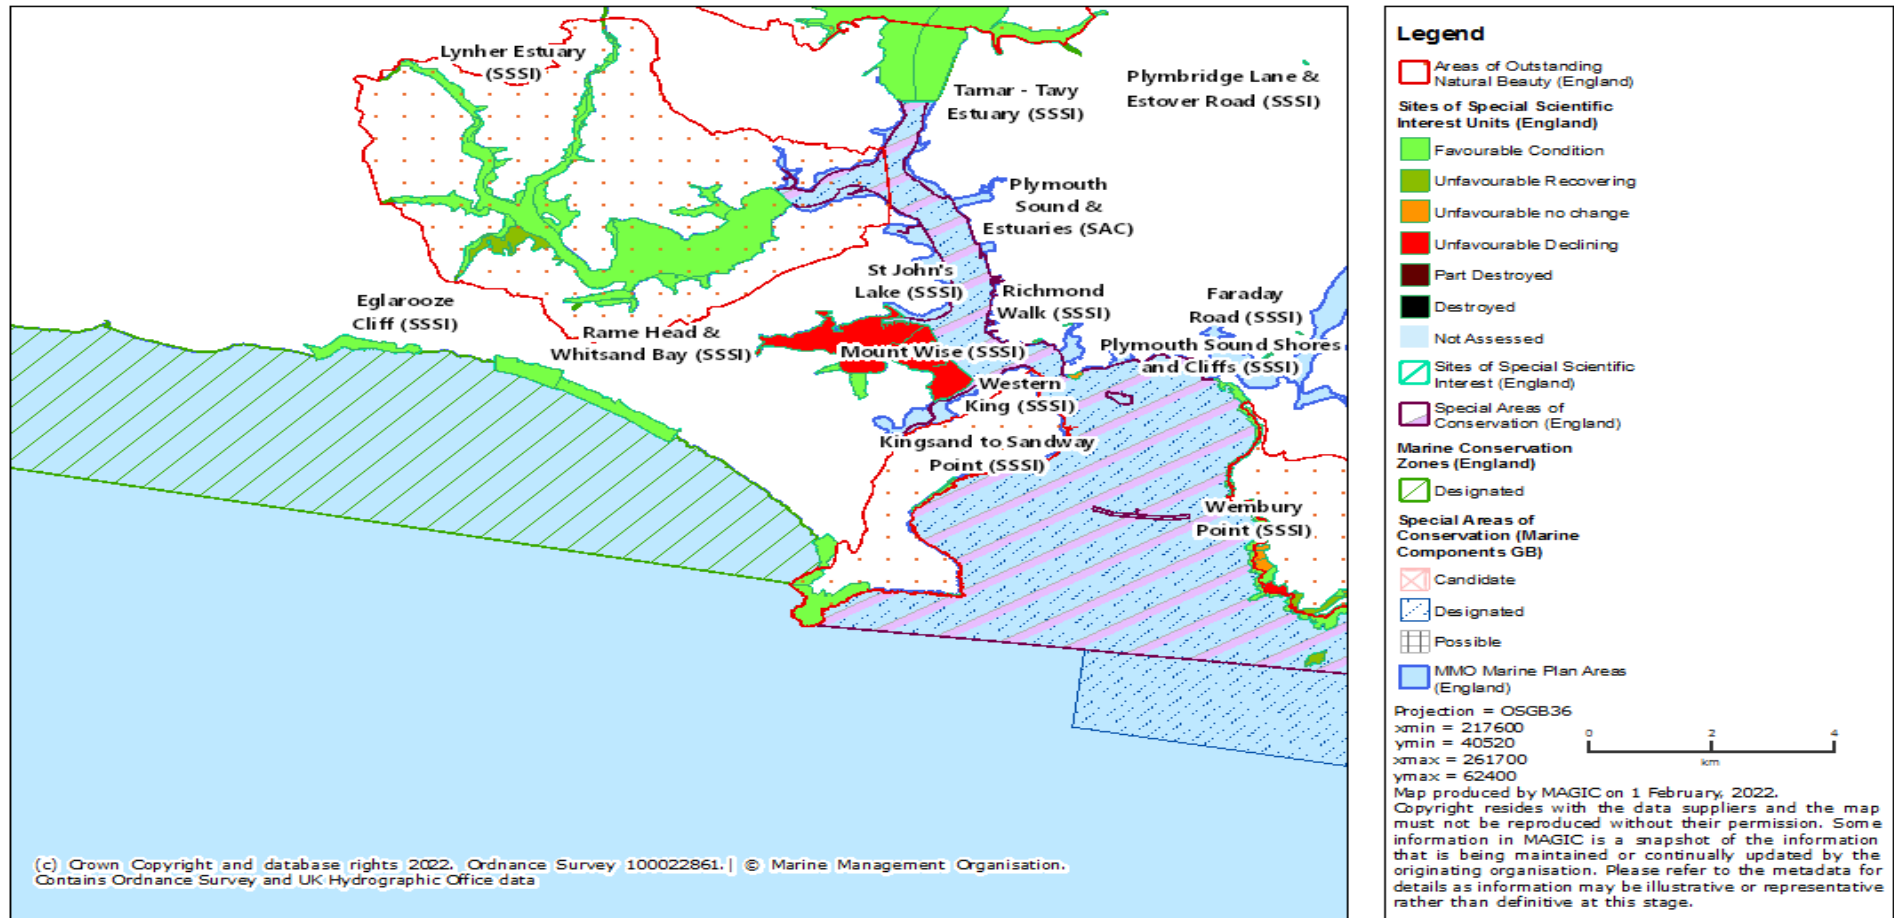 Lynher Estuary
(SSSI)
Tamar - Tavy
Estuary (SSSI)
Plymbridge Lane &
Estover Road (SSSI)
Plymouth
Sound &
Estuaries (SAC)
St John's
Lake (SSSI)
Richmond
Walk (SSSI)
Faraday
Road (SSSI)
Eglarooze
Cliff (SSSI)
Rame Head &
Whitsand Bay (SSSI)
Mount Wise (SSSI)
Plymouth Sound Shores
and Cliffs (SSSI)
Western
King (SSSI)
Kingsand to Sandway
Point (SSSI)
Wembury
Point (SSSI)
(c) Crown Copyright and database rights 2022. Ordnance Survey 100022861. | © Marine Management Organisation.
Contains Ordnance Survey and UK Hydrographic Office data
Legend
Areas of Outstanding
Natural Beauty (England)
Sites of Special Scientific
Interest Units (England)
Favourable Condition
Unfavourable Recovering
Unfavourable no change
Unfavourable Declining
Part Destroyed
Destroyed
Not Assessed
Sites of Special Scientific
Interest (England)
Special Areas of
Conservation (England)
Marine Conservation
Zones (England)
Designated
Special Areas of
Conservation (Marine
Components GB)
Candidate
Designated
Possible
MMO Marine Plan Areas
(England)
Projection = OSGB36
xmin = 217600
ymin = 40520
xmax = 261700
ymax = 62400
0 2 4
km
Map produced by MAGIC on 1 February, 2022.
Copyright resides with the data suppliers and the map
must not be reproduced without their permission. Some
information in MAGIC is a snapshot of the information
that is being maintained or continually updated by the
originating organisation. Please refer to the metadata for
details as information may be illustrative or representative
rather than definitive at this stage.